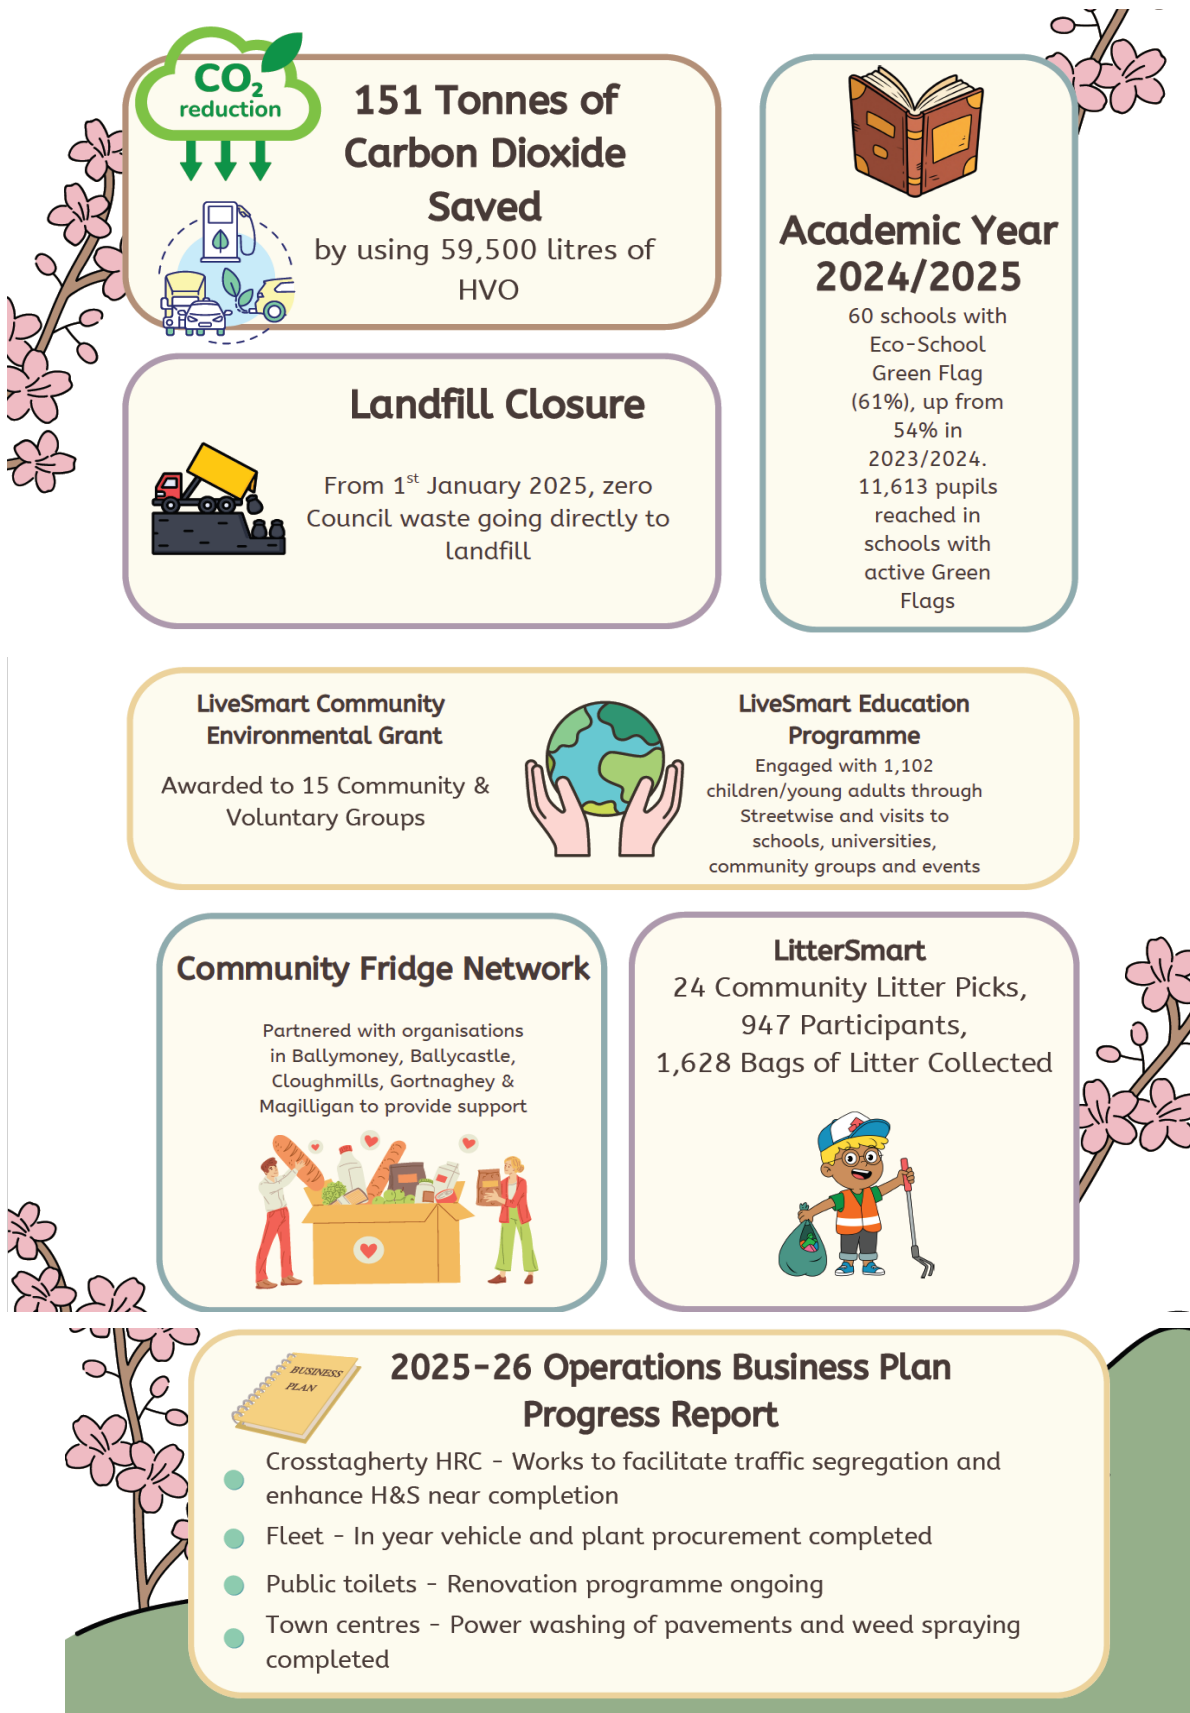 CO₂
reduction
151 Tonnes of
Carbon Dioxide
Saved
by using 59,500 litres of
HVO
Academic Year
2024/2025
60 schools with
Eco-School
Green Flag
(61%), up from
54% in
2023/2024.
11,613 pupils
reached in
schools with
active Green
Flags
Landfill Closure
From 1st January 2025, zero
Council waste going directly to
landfill
LiveSmart Community
Environmental Grant
Awarded to 15 Community &
Voluntary Groups
LiveSmart Education
Programme
Engaged with 1,102
children/young adults through
Streetwise and visits to
schools, universities,
community groups and events
Community Fridge Network
Partnered with organisations
in Ballymoney, Ballycastle,
Cloughmills, Gortnaghey &
Magilligan to provide support
LitterSmart
24 Community Litter Picks,
947 Participants,
1,628 Bags of Litter Collected
BUSINESS
PLAN
2025-26 Operations Business Plan
Progress Report
Crosstagherty HRC - Works to facilitate traffic segregation and
enhance H&S near completion
Fleet - In year vehicle and plant procurement completed
Public toilets - Renovation programme ongoing
Town centres - Power washing of pavements and weed spraying
completed